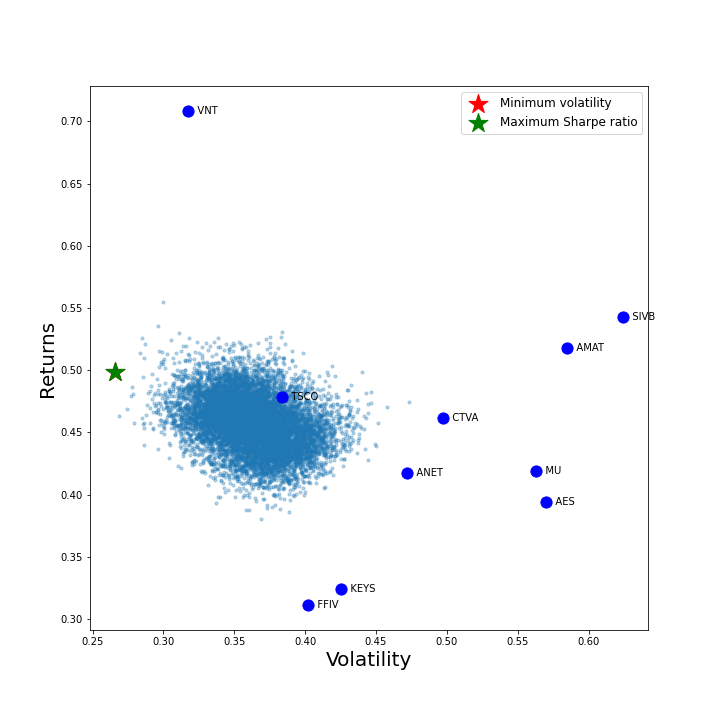 Minimum volatility
Maximum Sharpe ratio
VNT
SIVB
AMAT
TSCO
CTVA
ANET
MU
AES
KEYS
FFIV
0.70
0.65
0.60
0.55
0.50
0.45
0.40
0.35
0.30
Returns
0.25
0.30
0.35
0.40
0.45
0.50
0.55
0.60
Volatility